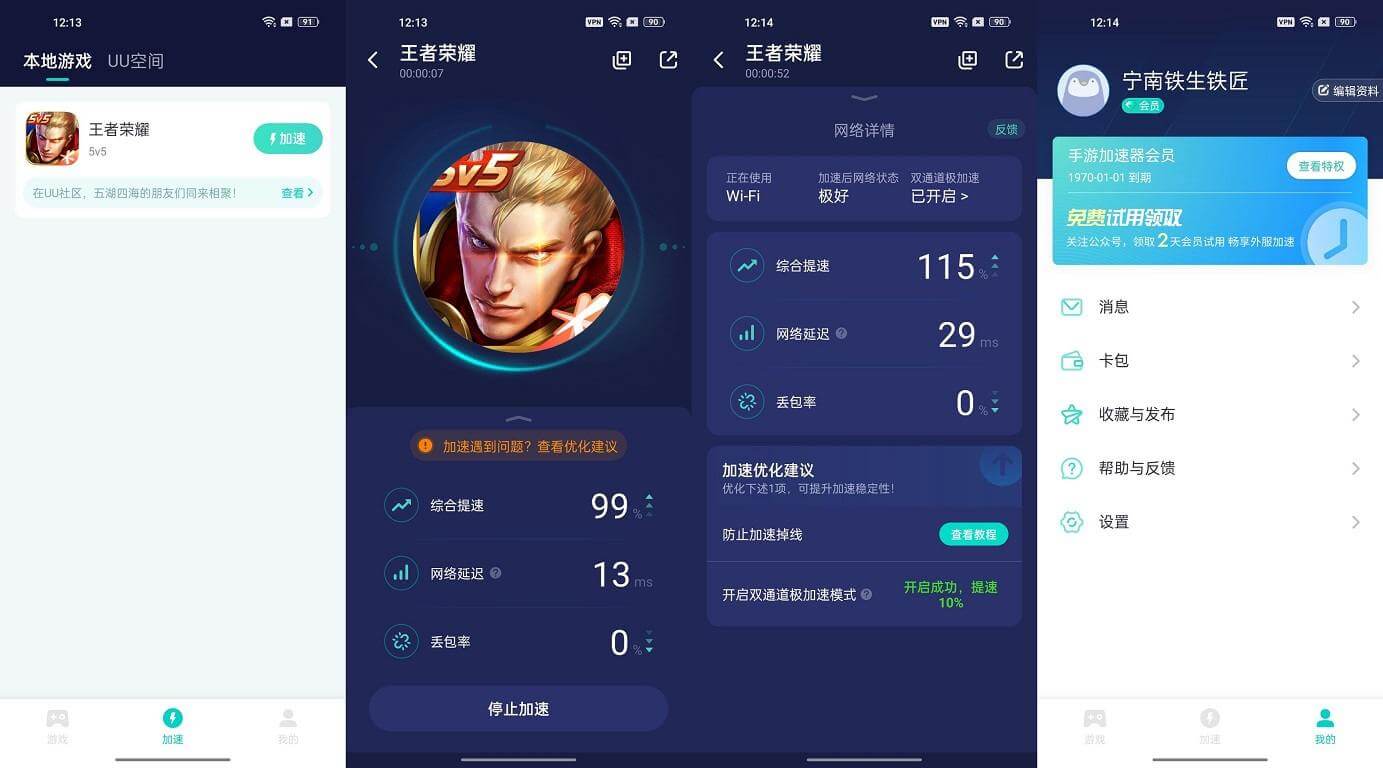 12:13
91
本地游戏
UU空间
5v5
王者荣耀
5v5
加速
在UU社区，五湖四海的朋友们同来相聚！
查看
游戏
加速
我的
12:13
VPN
90
王者荣耀
00:00:07
5v5
加速遇到问题？查看优化建议
综合提速
99 %
网络延迟 ?
13 ms
丢包率
0 %
停止加速
12:14
VPN
90
王者荣耀
00:00:52
网络详情
反馈
正在使用
Wi-Fi
加速后网络状态
极好
双通道极加速
已开启 >
综合提速
115 %
网络延迟 ?
29 ms
丢包率
0 %
加速优化建议
优化下述1项，可提升加速稳定性！
防止加速掉线
查看教程
开启双通道极加速模式 ?
开启成功，提速
10%
12:14
VPN
90
宁南铁生铁匠
会员
编辑资料
手游加速器会员
1970-01-01 到期
查看特权
免费试用领取
关注公众号，领取2天会员试用 畅享外服加速
消息
卡包
收藏与发布
帮助与反馈
设置
游戏
加速
我的